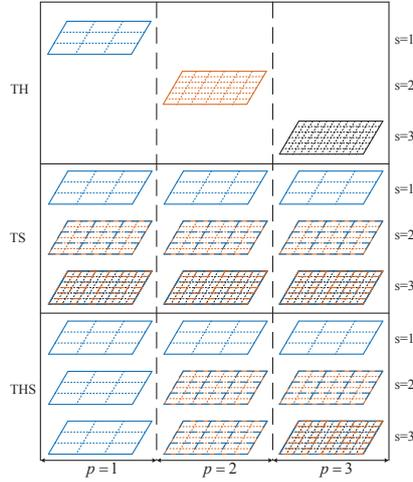 s=1
TH
s=2
s=3
s=1
TS
s=2
s=3
s=1
THS
s=2
s=3
p = 1
p = 2
p = 3